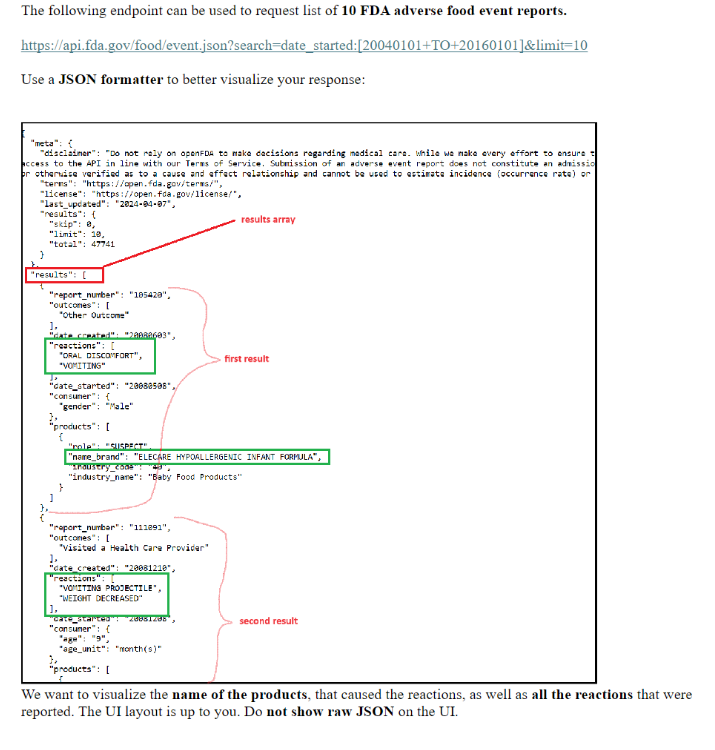 The following endpoint can be used to request list of 10 FDA adverse food event reports.
https://api.fda.gov/food/event.json?search=date_started:[20040101+TO+20160101]&limit=10
Use a JSON formatter to better visualize your response:
{
"meta": {
"disclaimer": "Do not rely on openFDA to make decisions regarding medical care. While we make every effort to ensure t
access to the API in line with our Terms of Service. Submission of an adverse event report does not constitute an admissio
or otherwise verified as to a cause and effect relationship and cannot be used to estimate incidence (occurrence rate) or
"terms": "https://open.fda.gov/terms/",
"license": "https://open.fda.gov/license/",
"last_updated": "2024-04-07",
"results": {
"skip": 0,
"limit": 10,
"total": 47741
}
},
results array
"results": [
{
"report_number": "105420",
"outcomes": [
"Other Outcome"
],
"date_created": "20080603",
"reactions": [
"ORAL DISCOMFORT",
"VOMITING"
],
first result
"date_started": "20080508",
"consumer": {
"gender": "Male"
},
"products": [
{
"role": "SUSPECT",
"name_brand": "ELECARE HYPOALLERGENIC INFANT FORMULA",
"industry_code": "40",
"industry_name": "Baby Food Products"
}
]
},
{
"report_number": "111091",
"outcomes": [
"Visited a Health Care Provider"
],
"date_created": "20081210",
"reactions": [
"VOMITING PROJECTILE",
"WEIGHT DECREASED"
],
"date_started": "20081208",
second result
"consumer": {
"age": "9",
"age_unit": "month(s)"
},
"products": [
{
We want to visualize the name of the products, that caused the reactions, as well as all the reactions that were
reported. The UI layout is up to you. Do not show raw JSON on the UI.